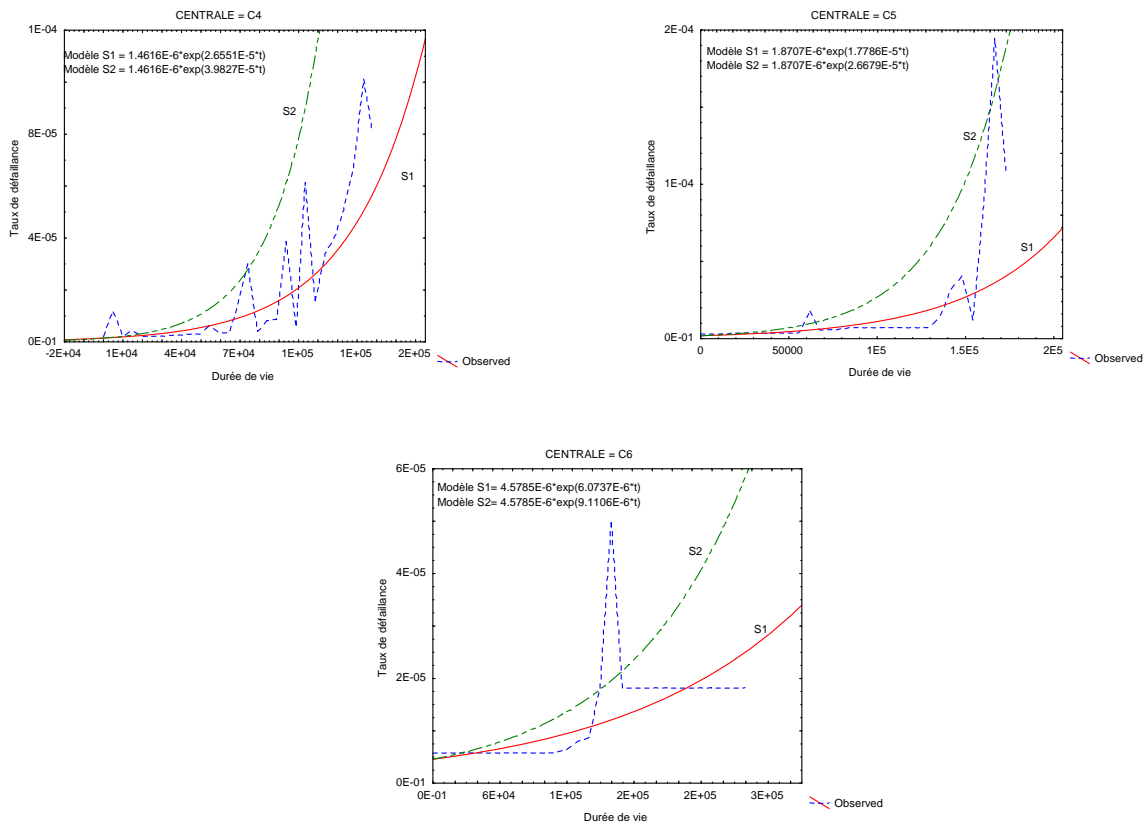 CENTRALE = C4
1E-04
Modèle S1 = 1.4616E-6*exp(2.6551E-5*t)
Modèle S2 = 1.4616E-6*exp(3.9827E-5*t)
S2
8E-05
S1
4E-05
0E-01
Taux de défaillance
-2E+04 1E+04 4E+04 7E+04 1E+05 1E+05 2E+05
Observed
Durée de vie
CENTRALE = C5
2E-04
Modèle S1 = 1.8707E-6*exp(1.7786E-5*t)
Modèle S2 = 1.8707E-6*exp(2.6679E-5*t)
S2
1E-04
S1
0E-01
Taux de défaillance
0 50000 1E5 1.5E5 2E5
Observed
Durée de vie
CENTRALE = C6
6E-05
Modèle S1= 4.5785E-6*exp(6.0737E-6*t)
Modèle S2= 4.5785E-6*exp(9.1106E-6*t)
S2
4E-05
S1
2E-05
0E-01
Taux de défaillance
0E-01 6E+04 1E+05 2E+05 2E+05 3E+05
Observed
Durée de vie